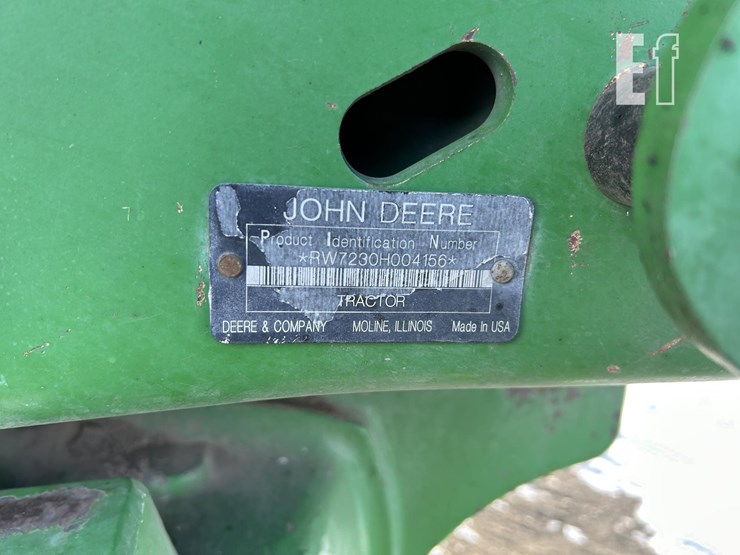 Ef
JOHN DEERE
Product Identification Number
*RW7230H004156*
TRACTOR
DEERE & COMPANY MOLINE, ILLINOIS Made In USA